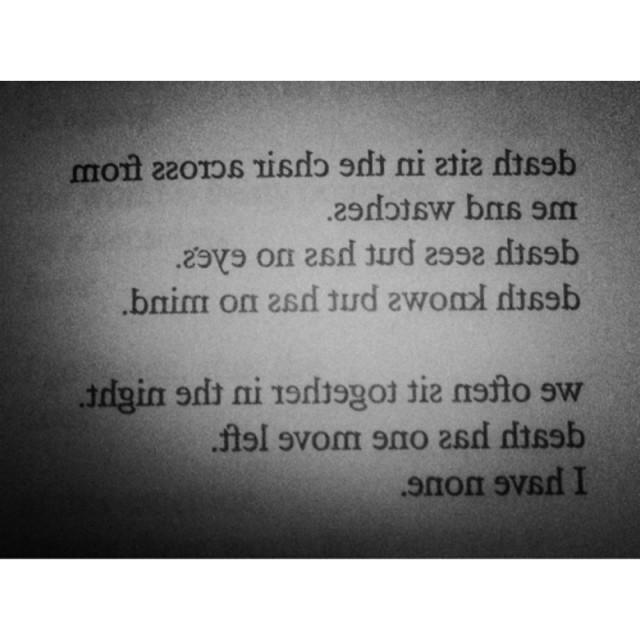 death sits in the chair across from
me and watches.
death sees but has no eyes.
death knows but has no mind.
we often sit together in the night.
death has one move left.
I have none.